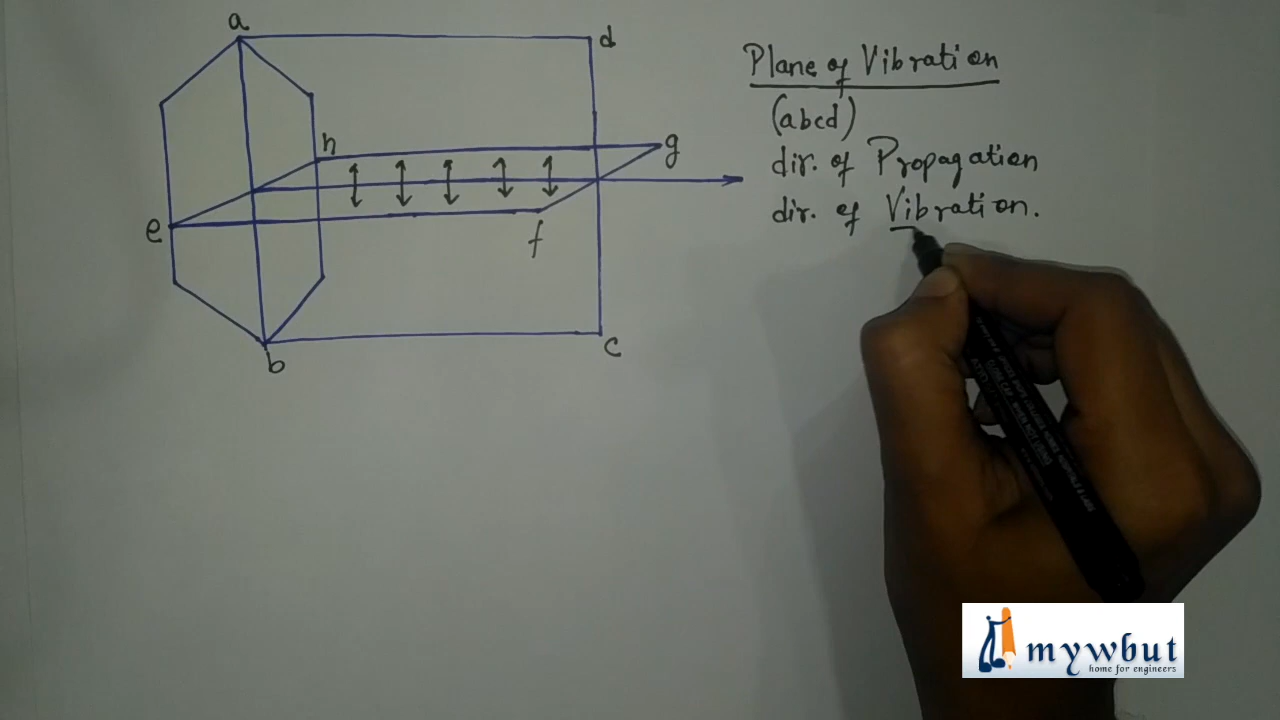 a
d
h
g
e
f
b
c
Plane of Vibration
(abcd)
dir. of Propagation
dir. of Vibration.
mywbut
home for engineers